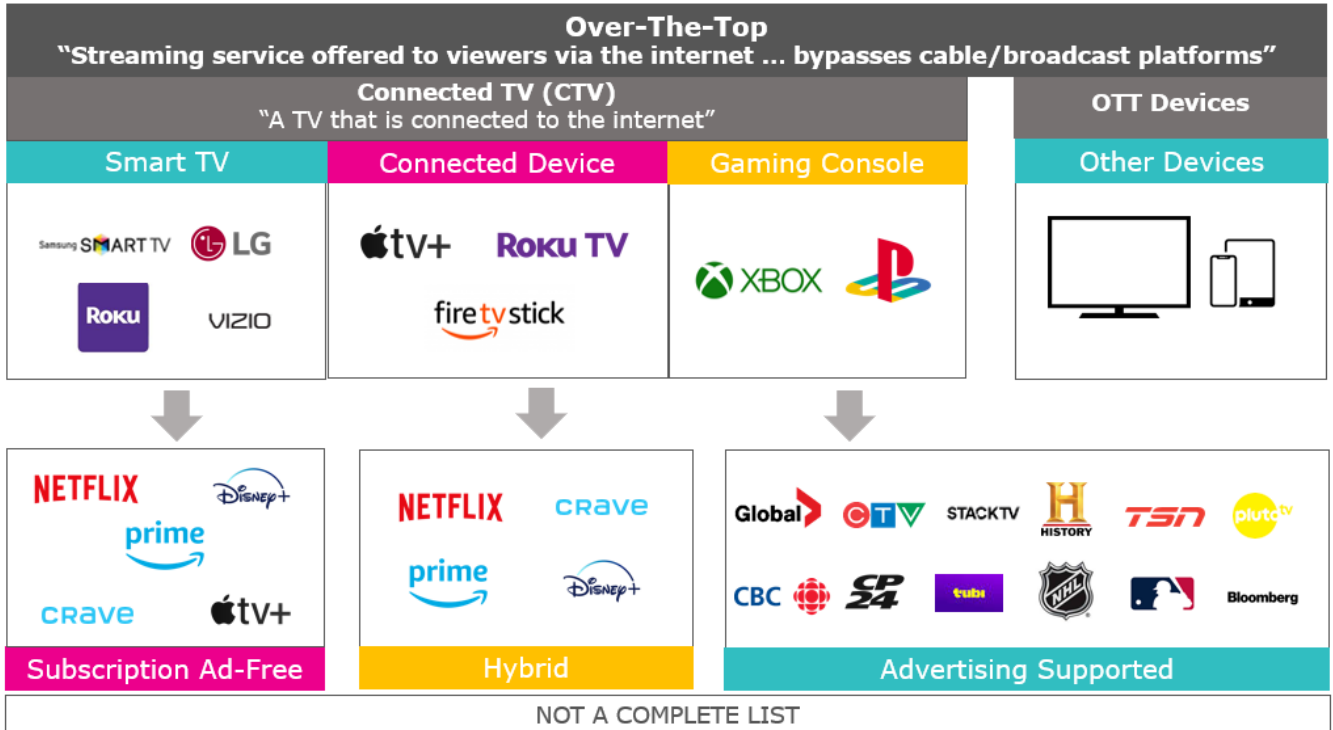 Over-The-Top
“Streaming service offered to viewers via the internet ... bypasses cable/broadcast platforms”
Connected TV (CTV)
“A TV that is connected to the internet”
OTT Devices
Smart TV
Connected Device
Gaming Console
Other Devices
Samsung SMART TV
LG
ROKU
VIZIO
tv+
ROKU TV
fire tv stick
XBOX
NETFLIX
Disney+
prime
crave
tv+
Subscription Ad-Free
NETFLIX
crave
prime
Disney+
Hybrid
Global
CTV
STACKTV
H
HISTORY
TSN
pluto tv
CBC
CP
24
tubi
NHL
Bloomberg
Advertising Supported
NOT A COMPLETE LIST